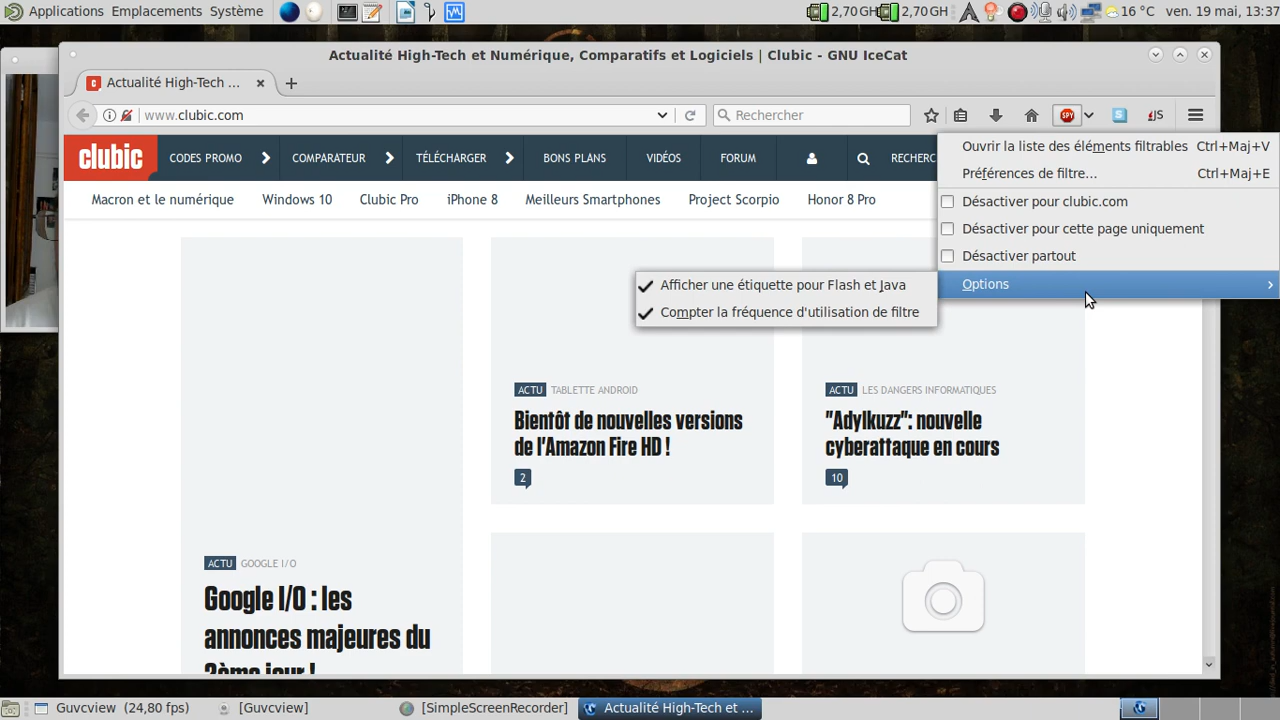 Applications Emplacements Système 2,70 GH 2,70 GH 16 °C ven. 19 mai, 13:37
Actualité High-Tech et Numérique, Comparatifs et Logiciels | Clubic - GNU IceCat
Actualité High-Tech ...
www.clubic.com
Rechercher
SPY
S
JS
clubic CODES PROMO COMPARATEUR TÉLÉCHARGER BONS PLANS VIDÉOS FORUM RECHERC
Macron et le numérique Windows 10 Clubic Pro iPhone 8 Meilleurs Smartphones Project Scorpio Honor 8 Pro
Ouvrir la liste des éléments filtrables Ctrl+Maj+V
Préférences de filtre... Ctrl+Maj+E
Désactiver pour clubic.com
Désactiver pour cette page uniquement
Désactiver partout
Options
Afficher une étiquette pour Flash et Java
Compter la fréquence d'utilisation de filtre
ACTU TABLETTE ANDROID
Bientôt de nouvelles versions
de l'Amazon Fire HD !
2
ACTU LES DANGERS INFORMATIQUES
"Adylkuzz": nouvelle
cyberattaque en cours
10
ACTU GOOGLE I/O
Google I/O : les
annonces majeures du
2ème jour !
Guvcview (24,80 fps) [Guvcview] [SimpleScreenRecorder] Actualité High-Tech et ...